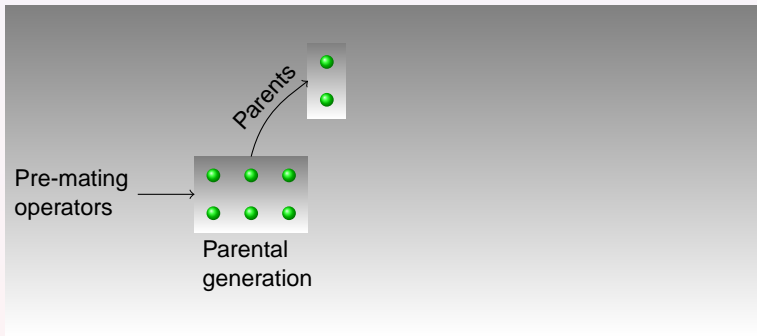 Parents
Pre-mating
operators
Parental
generation